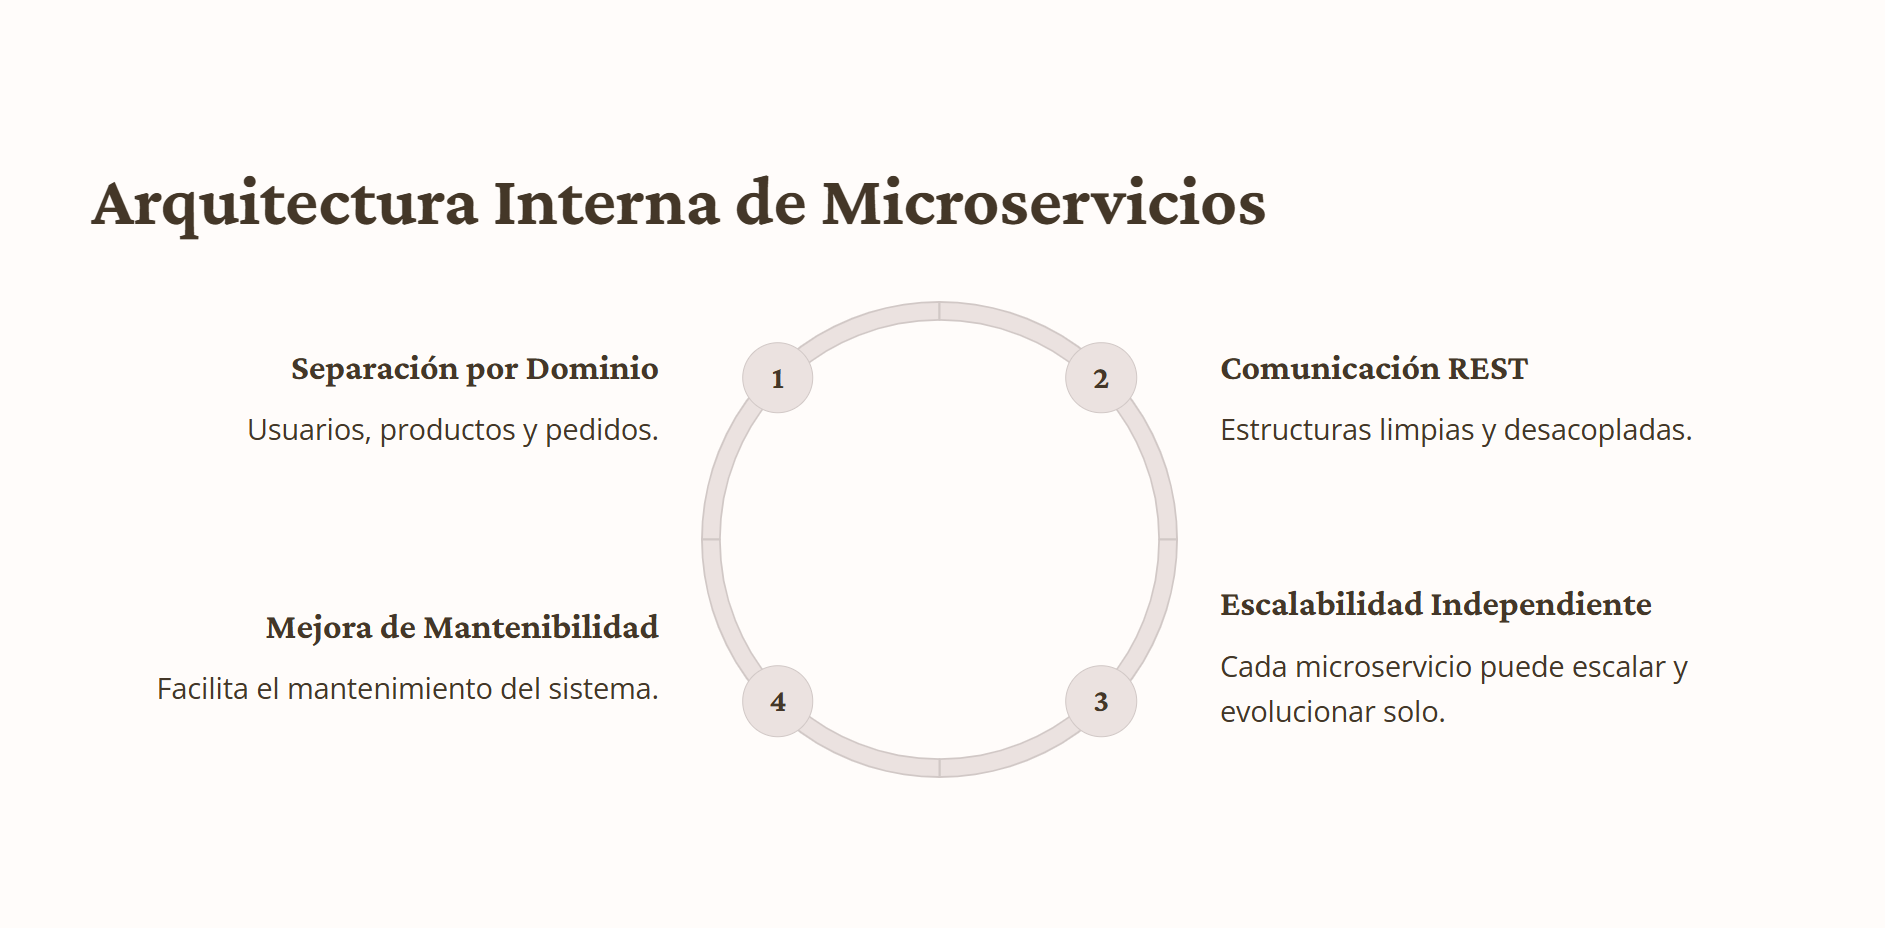 Arquitectura Interna de Microservicios
Separación por Dominio
Usuarios, productos y pedidos.
1
2
Comunicación REST
Estructuras limpias y desacopladas.
Mejora de Mantenibilidad
Facilita el mantenimiento del sistema.
4
3
Escalabilidad Independiente
Cada microservicio puede escalar y
evolucionar solo.